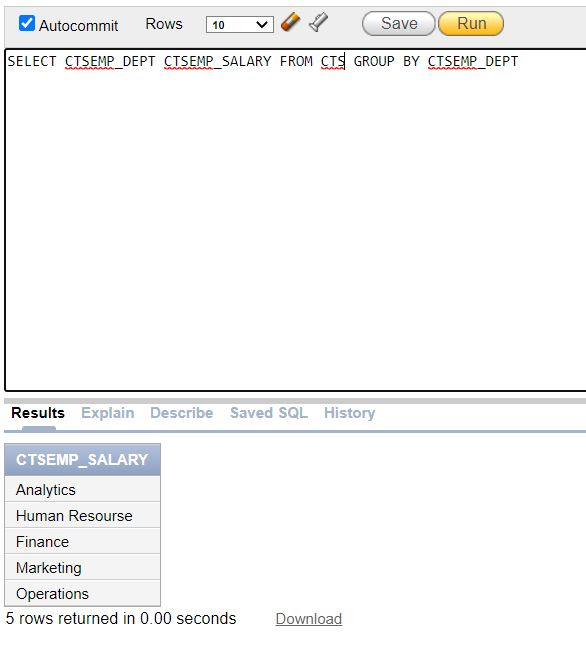 Autocommit Rows 10 Save Run
SELECT CTSEMP_DEPT CTSEMP_SALARY FROM CTS GROUP BY CTSEMP_DEPT
Results Explain Describe Saved SQL History
CTSEMP_SALARY
Analytics
Human Resourse
Finance
Marketing
Operations
5 rows returned in 0.00 seconds Download